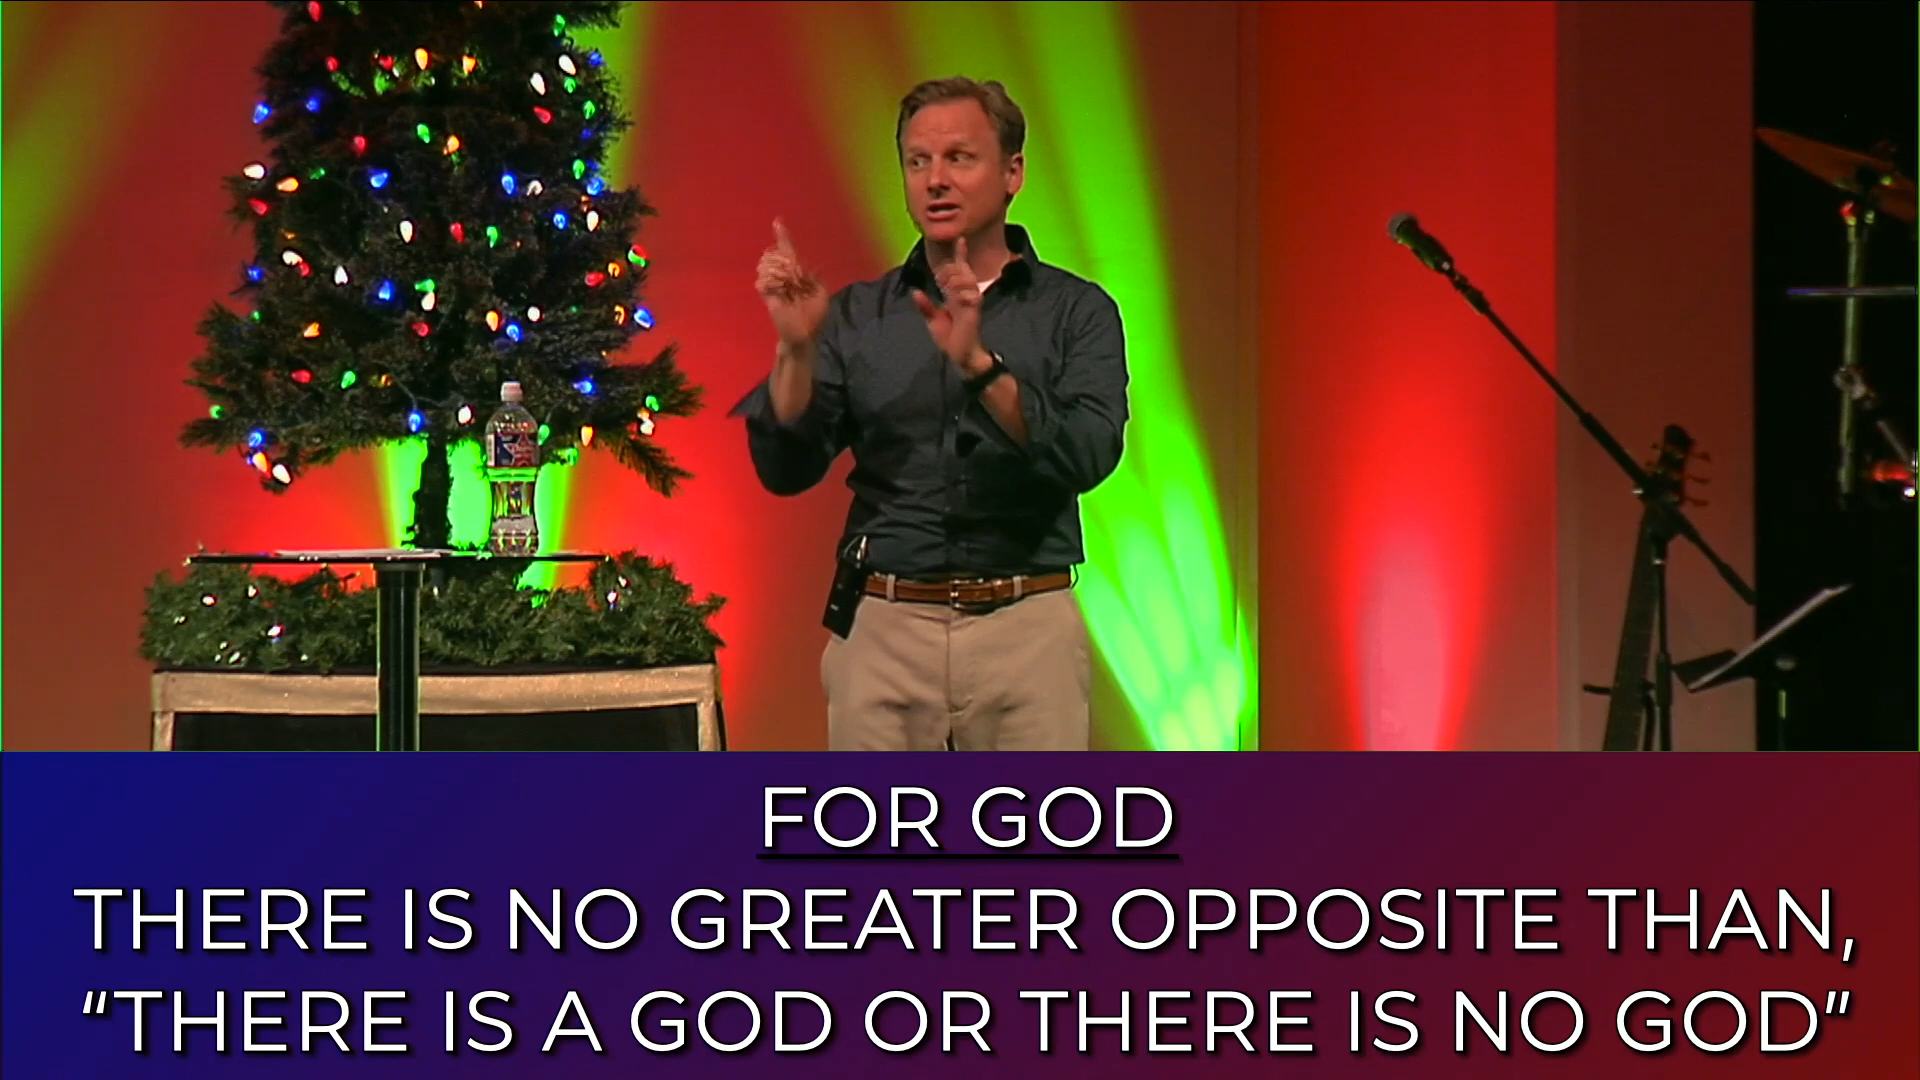 FOR GOD
THERE IS NO GREATER OPPOSITE THAN,
“THERE IS A GOD OR THERE IS NO GOD”